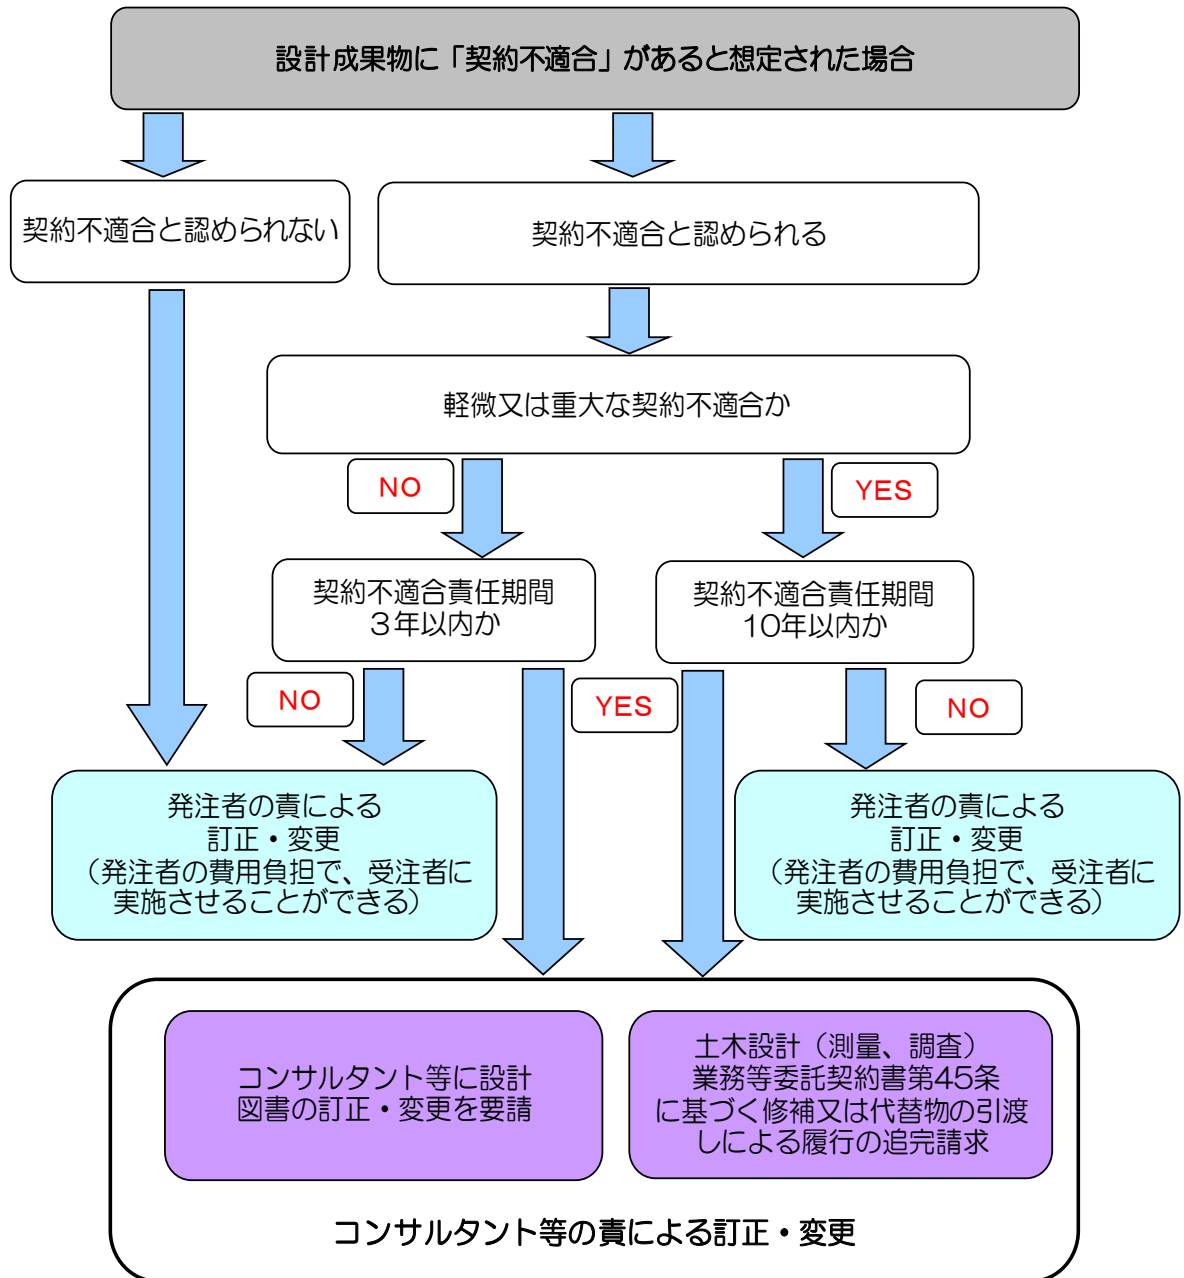 設計成果物に「契約不適合」があると想定された場合
契約不適合と認められない
契約不適合と認められる
軽微又は重大な契約不適合か
NO
YES
契約不適合責任期間
３年以内か
契約不適合責任期間
10年以内か
NO
YES
NO
発注者の責による
訂正・変更
（発注者の費用負担で、受注者に
実施させることができる）
発注者の責による
訂正・変更
（発注者の費用負担で、受注者に
実施させることができる）
コンサルタント等に設計
図書の訂正・変更を要請
土木設計（測量、調査）
業務等委託契約書第45条
に基づく修補又は代替物の引渡
しによる履行の追完請求
コンサルタント等の責による訂正・変更